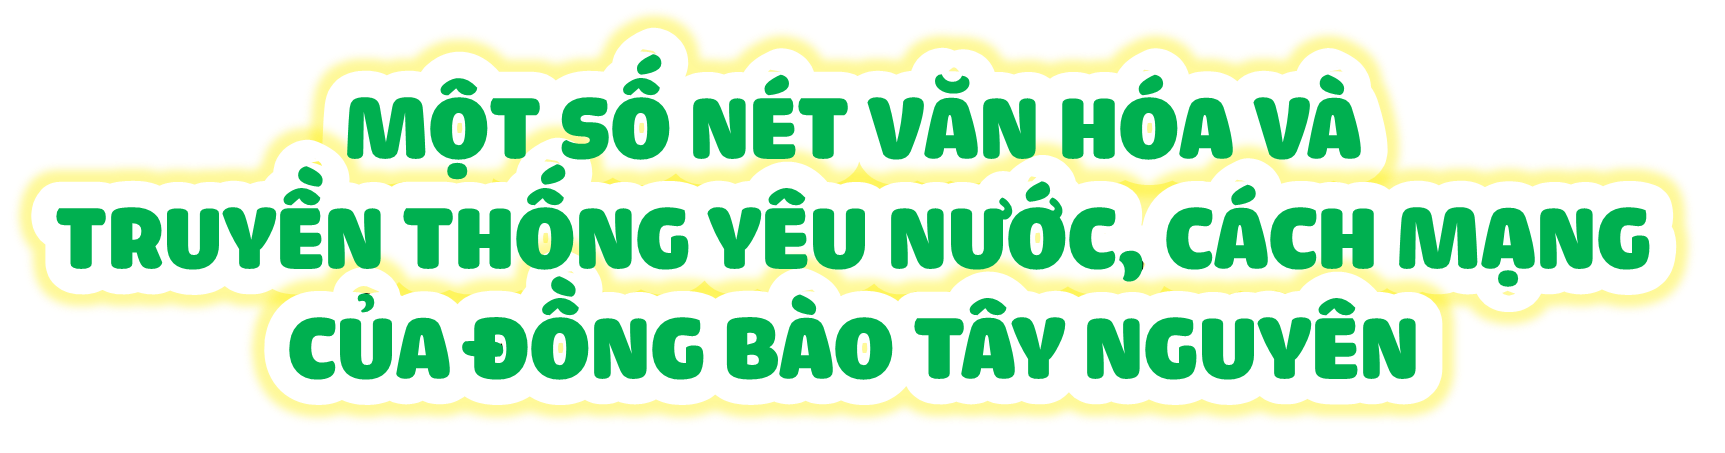 MỘT SỐ NÉT VĂN HÓA VÀ
TRUYỀN THỐNG YÊU NƯỚC, CÁCH MẠNG
CỦA ĐỒNG BÀO TÂY NGUYÊN